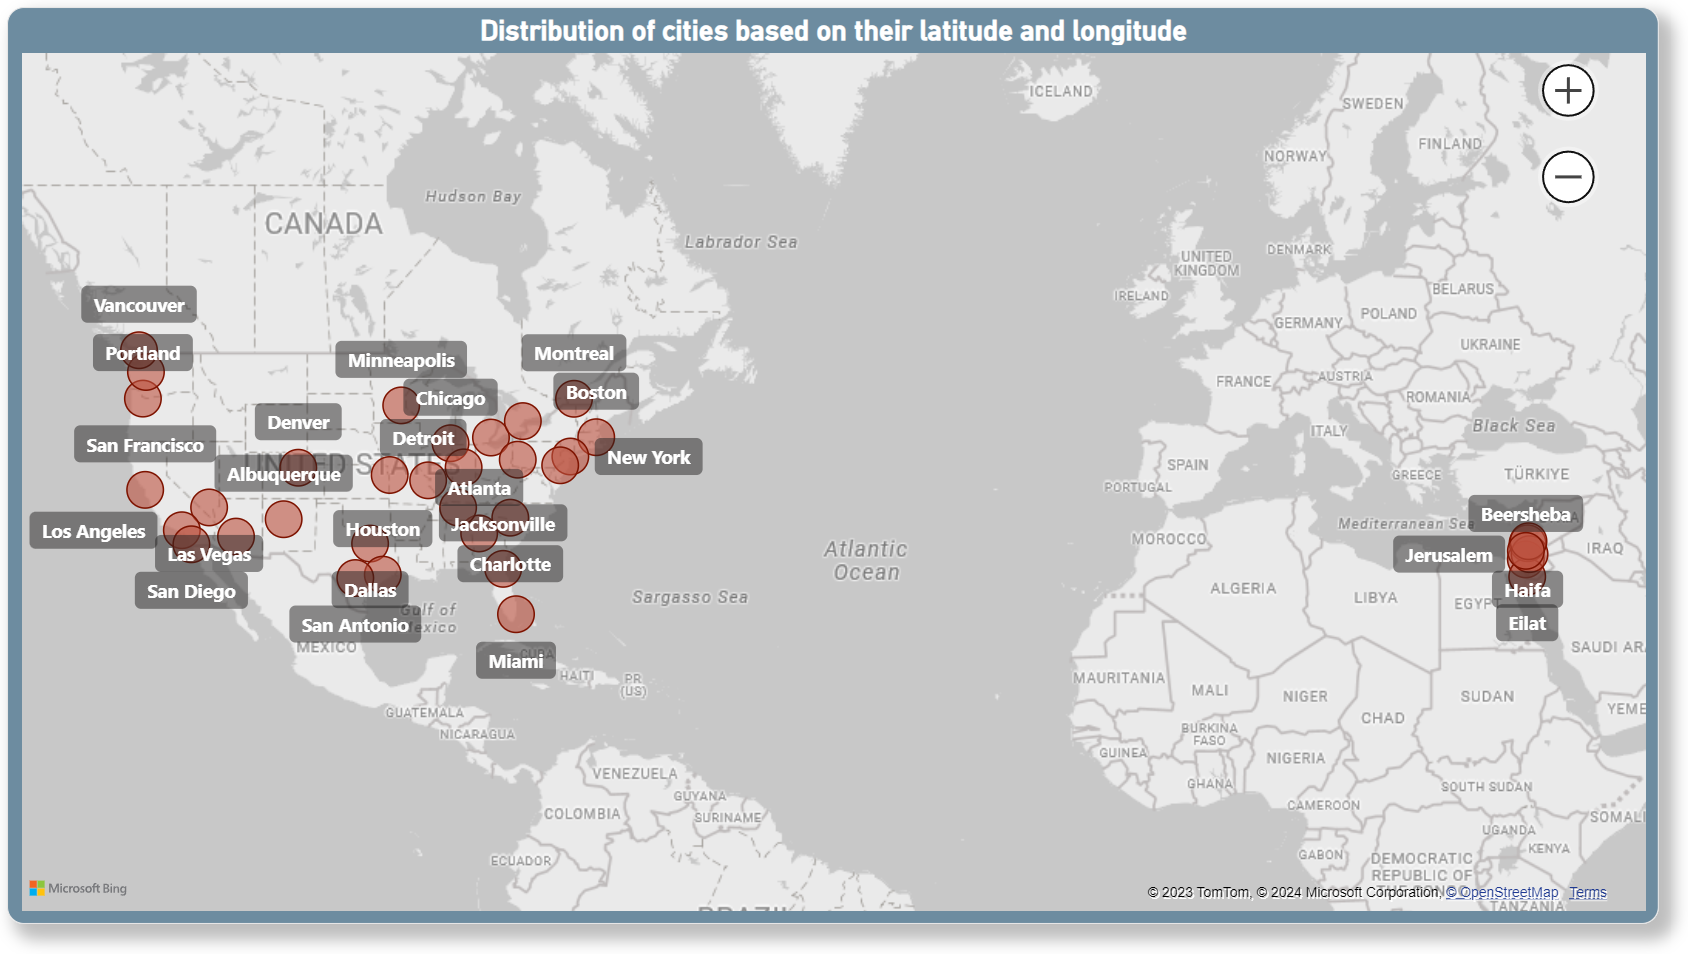 Distribution of cities based on their latitude and longitude
ICELAND
SWEDEN
FINLAND
NORWAY
Hudson Bay
CANADA
Labrador Sea
DENMARK
UNITED
KINGDOM
BELARUS
IRELAND
Vancouver
POLAND
GERMANY
UKRAINE
Portland
Minneapolis
Montreal
AUSTRIA
FRANCE
Boston
Chicago
ROMANIA
Denver
Black Sea
ITALY
Detroit
San Francisco
New York
UNITED STATES
SPAIN
GREECE
TÜRKIYE
Albuquerque
PORTUGAL
Atlanta
Beersheba
Mediterranean Sea
Jacksonville
Houston
Los Angeles
MOROCCO
Atlantic
Ocean
IRAQ
Las Vegas
Jerusalem
Charlotte
ALGERIA
LIBYA
San Diego
Dallas
Haifa
Sargasso Sea
EGYPT
Gulf of
Mexico
San Antonio
Eilat
MEXICO
SAUDI AR
CUBA
Miami
HAITI
PR
(US)
MAURITANIA
MALI
NIGER
SUDAN
YEME
GUATEMALA
CHAD
NICARAGUA
BURKINA
FASO
GUINEA
NIGERIA
VENEZUELA
GHANA
SOUTH SUDAN
GUYANA
CAMEROON
COLOMBIA
SURINAME
SOMALI
UGANDA
KENYA
ECUADOR
GABON
DEMOCRATIC
REPUBLIC OF
THE CONGO
Microsoft Bing
© 2023 TomTom, © 2024 Microsoft Corporation, © OpenStreetMap Terms
TANZANIA
BRAZIL